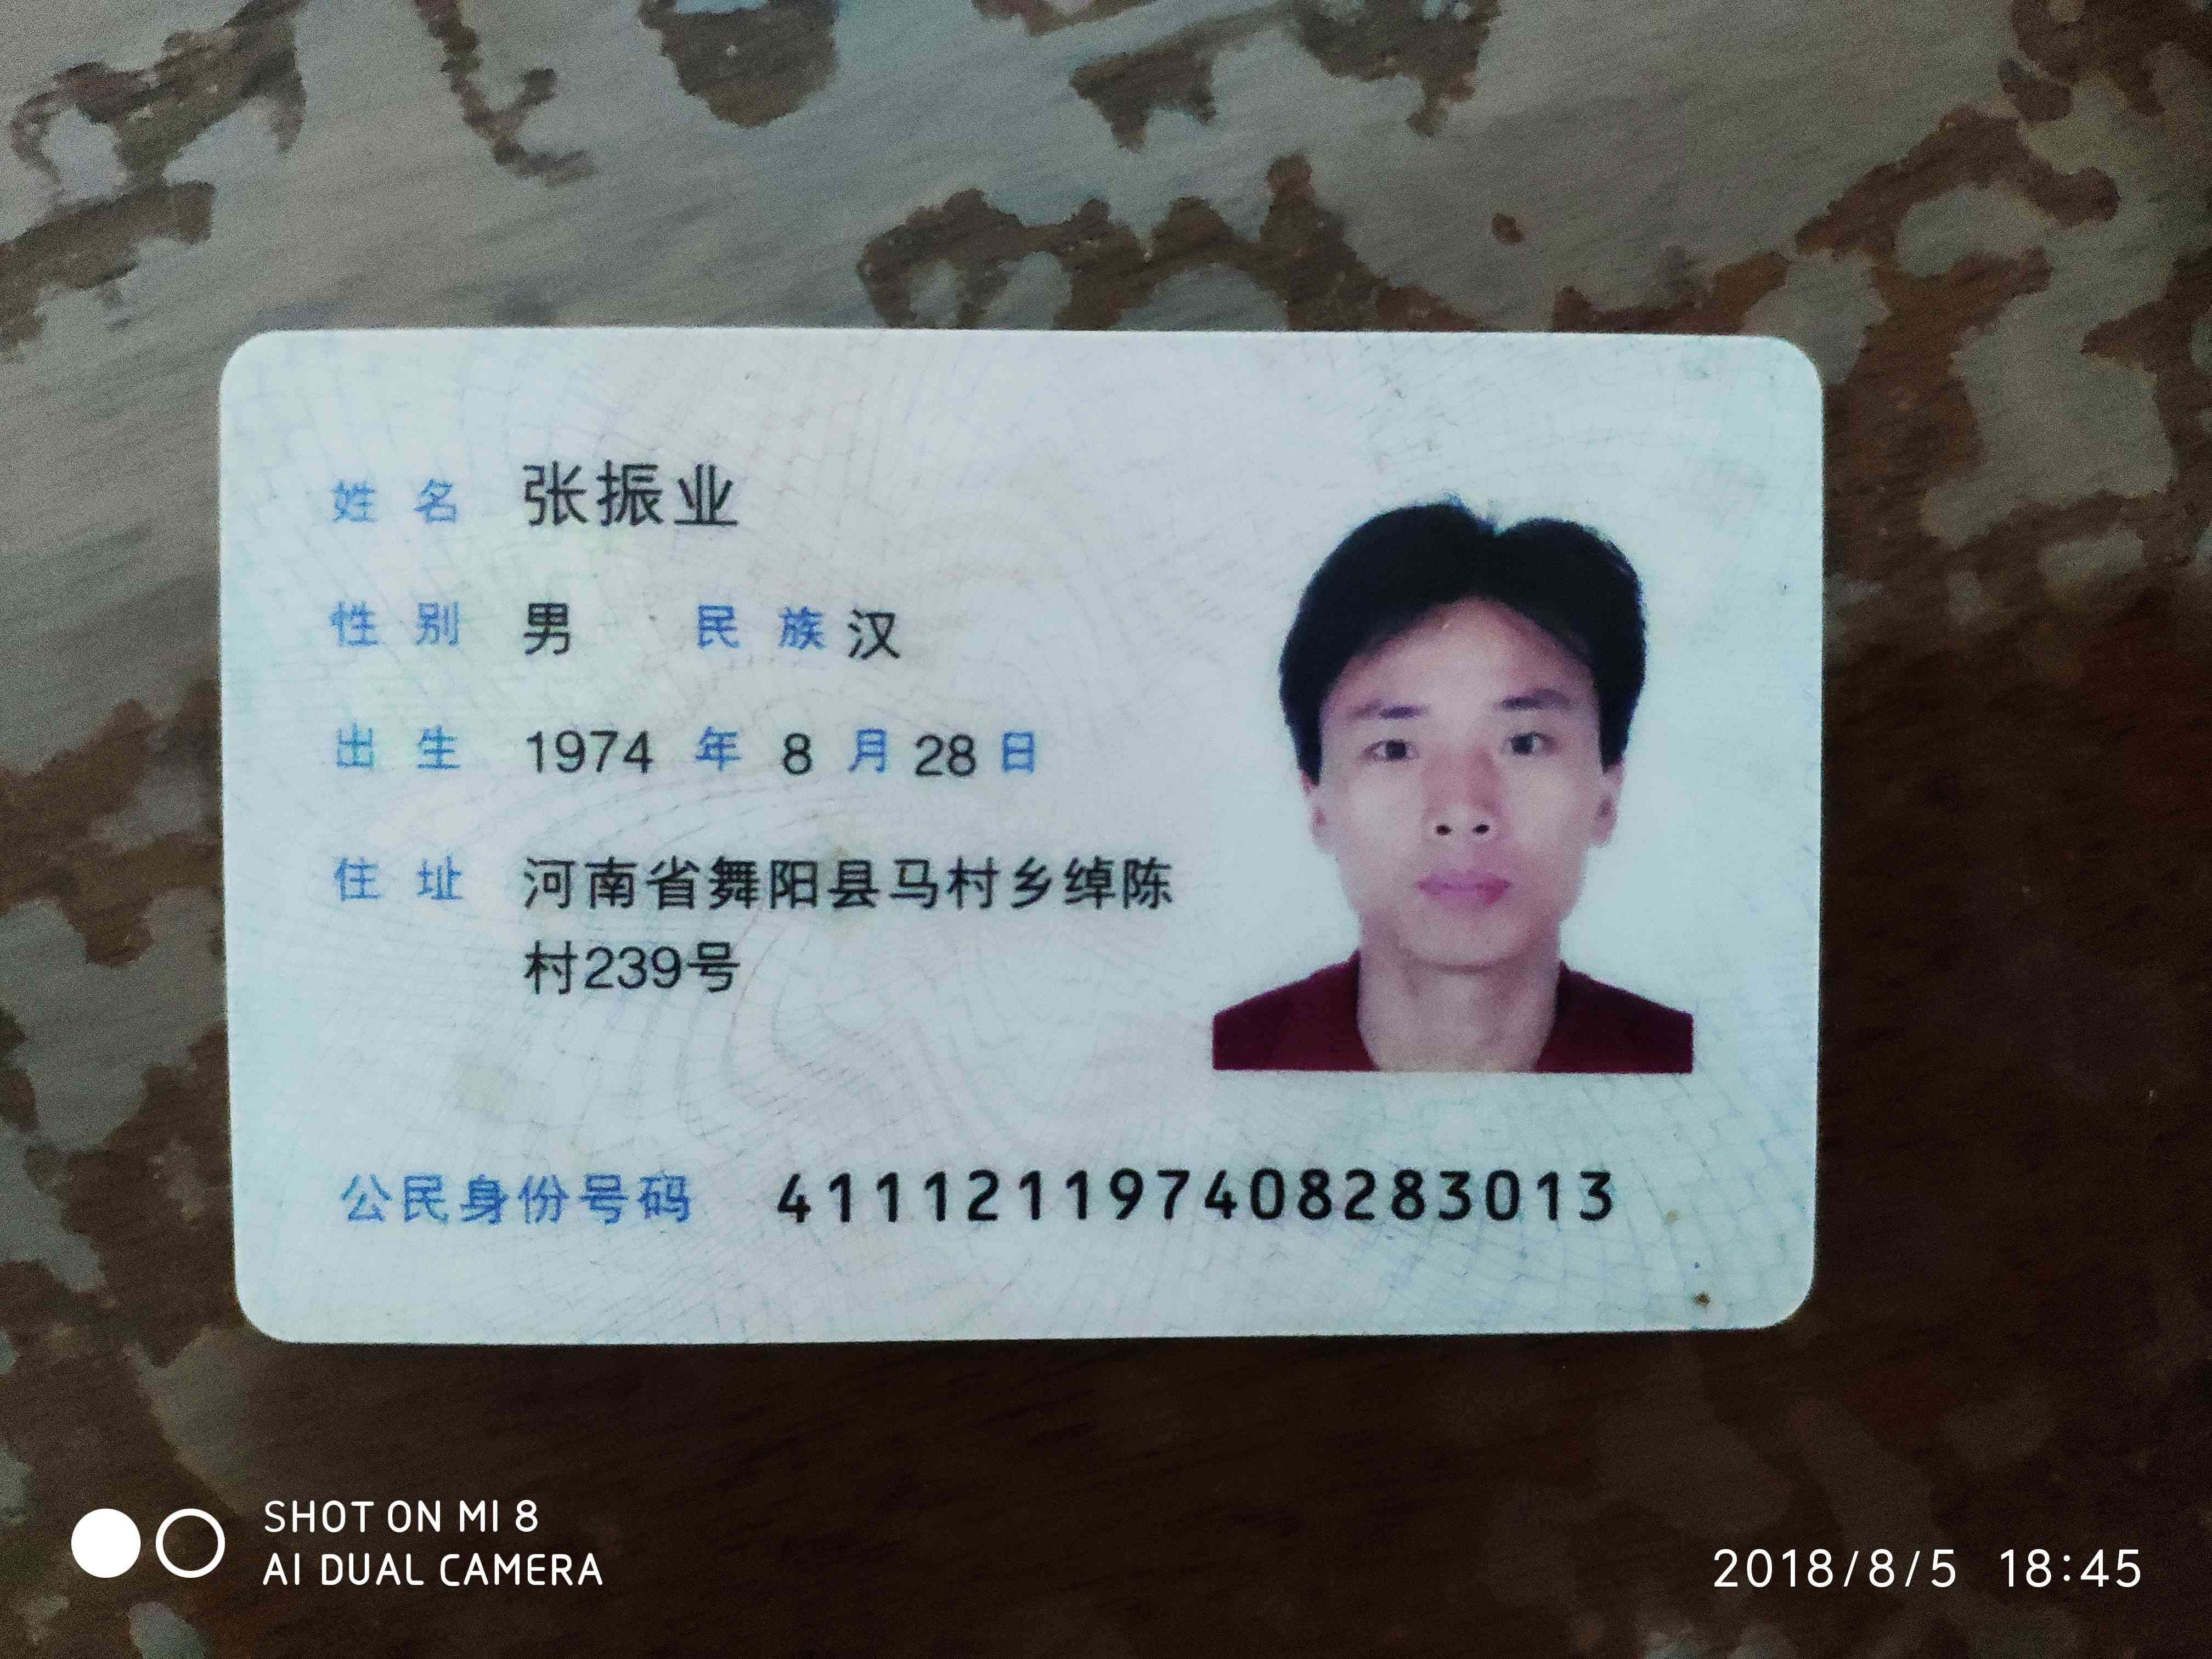 姓名 张振业
性别 男 民族 汉
出生 1974 年 8 月 28 日
住址 河南省舞阳县马村乡绰陈
村239号
公民身份号码 411121197408283013
SHOT ON MI 8
AI DUAL CAMERA
2018/8/5 18:45